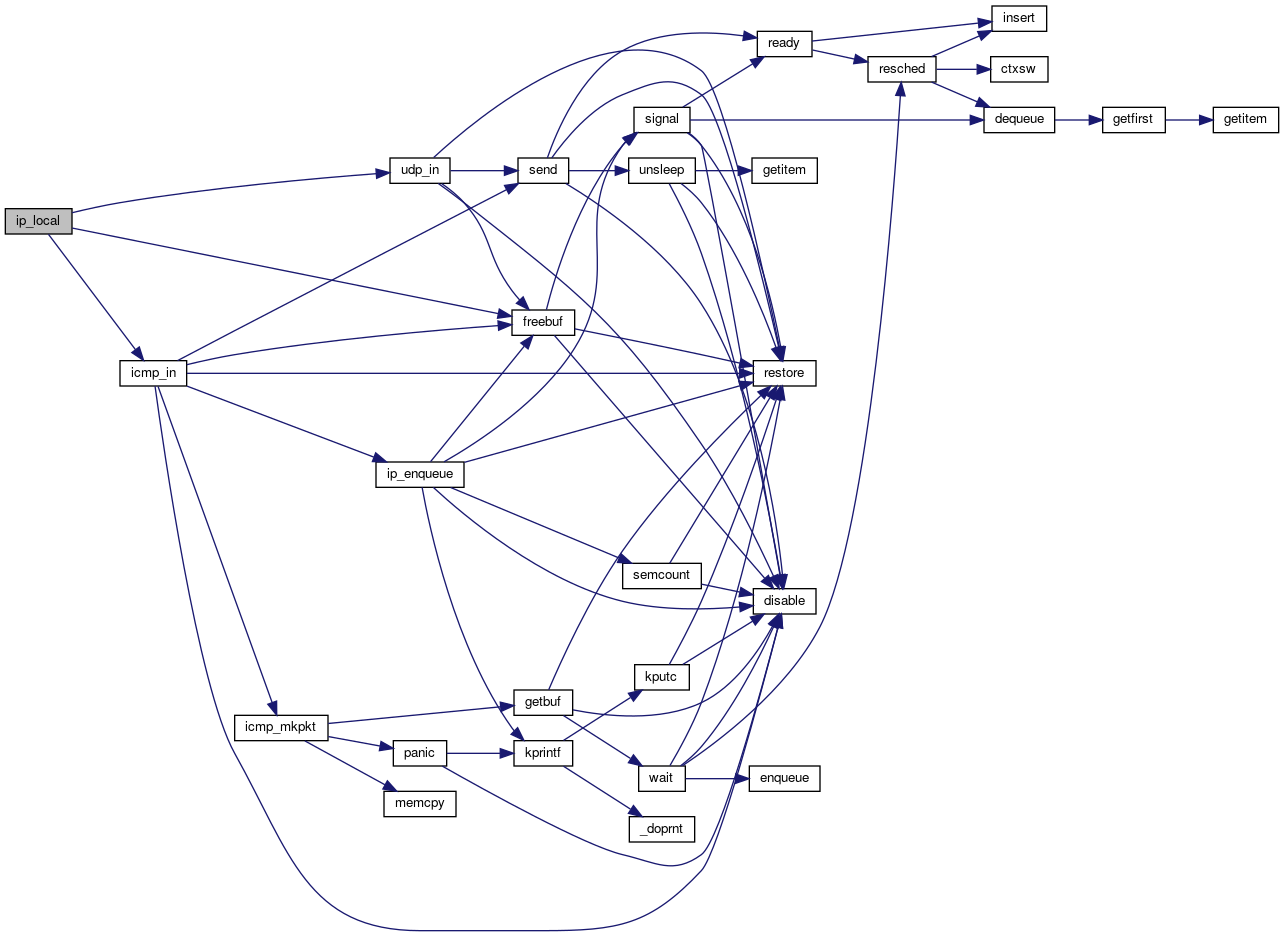 insert
ready
resched
ctxsw
signal
dequeue
getfirst
getitem
udp_in
send
unsleep
getitem
ip_local
freebuf
icmp_in
restore
ip_enqueue
semcount
disable
kputc
getbuf
icmp_mkpkt
panic
kprintf
wait
enqueue
memcpy
_doprnt